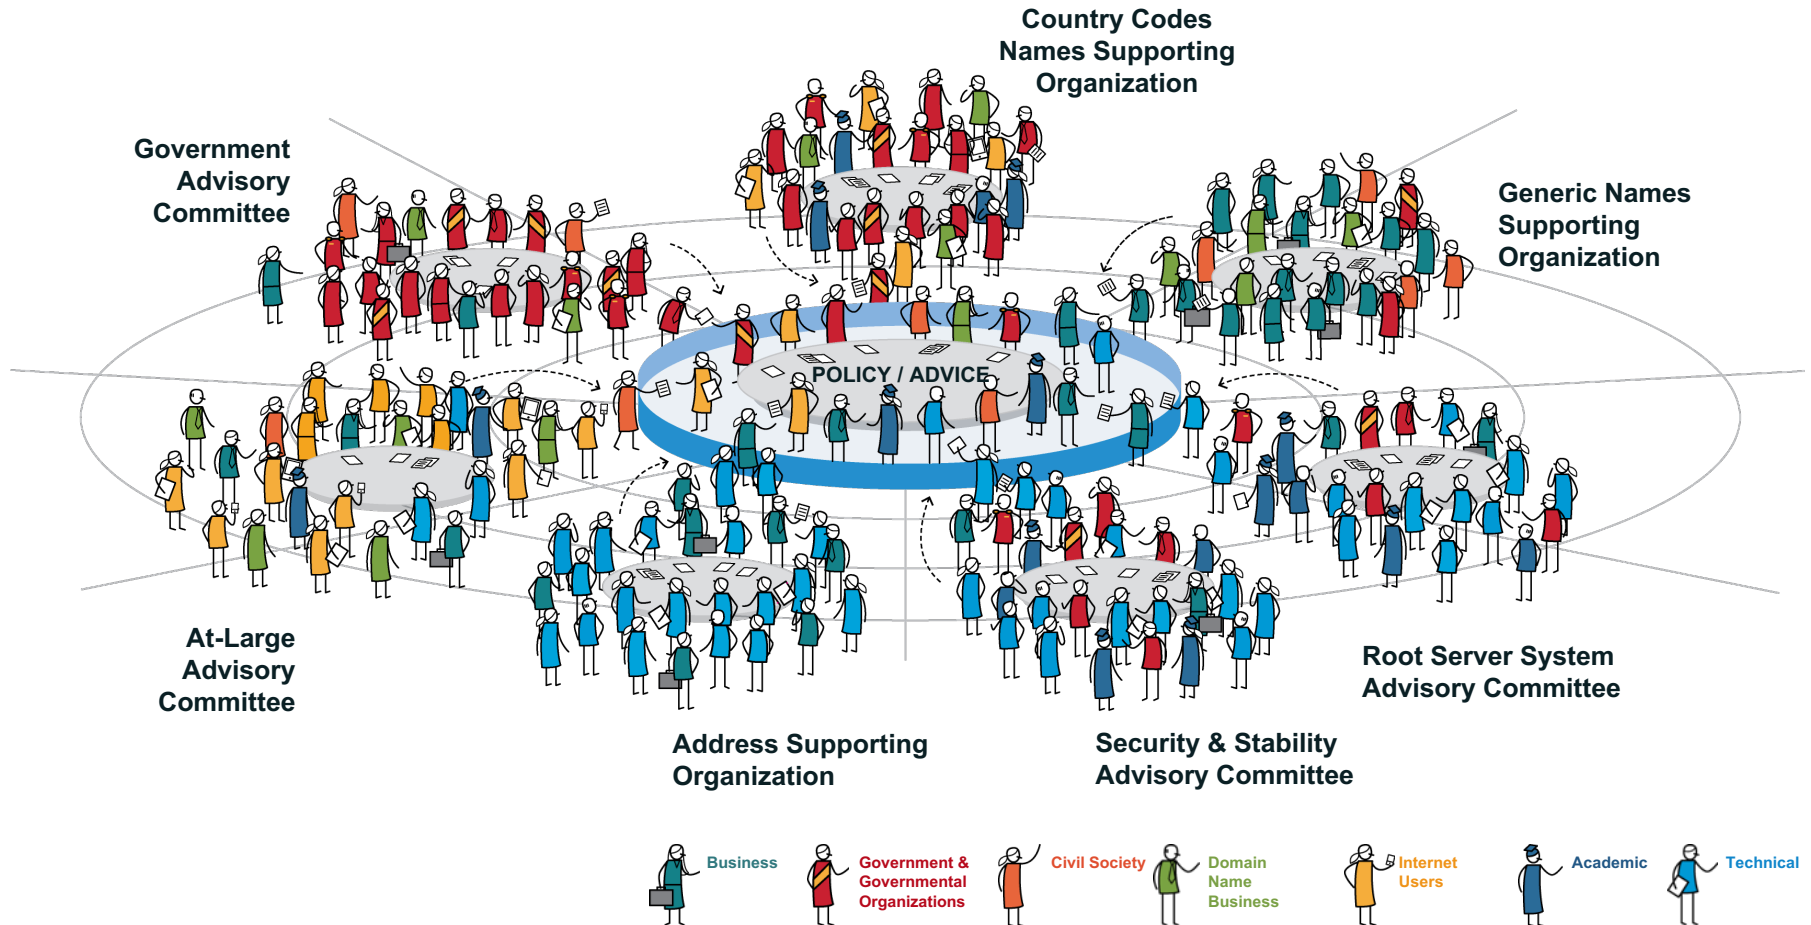 Country Codes
Names Supporting
Organization
Government
Advisory
Committee
Generic Names
Supporting
Organization
POLICY / ADVICE
At-Large
Advisory
Committee
Root Server System
Advisory Committee
Address Supporting
Organization
Security & Stability
Advisory Committee
Business
Government &
Governmental
Organizations
Civil Society
Domain
Name
Business
Internet
Users
Academic
Technical